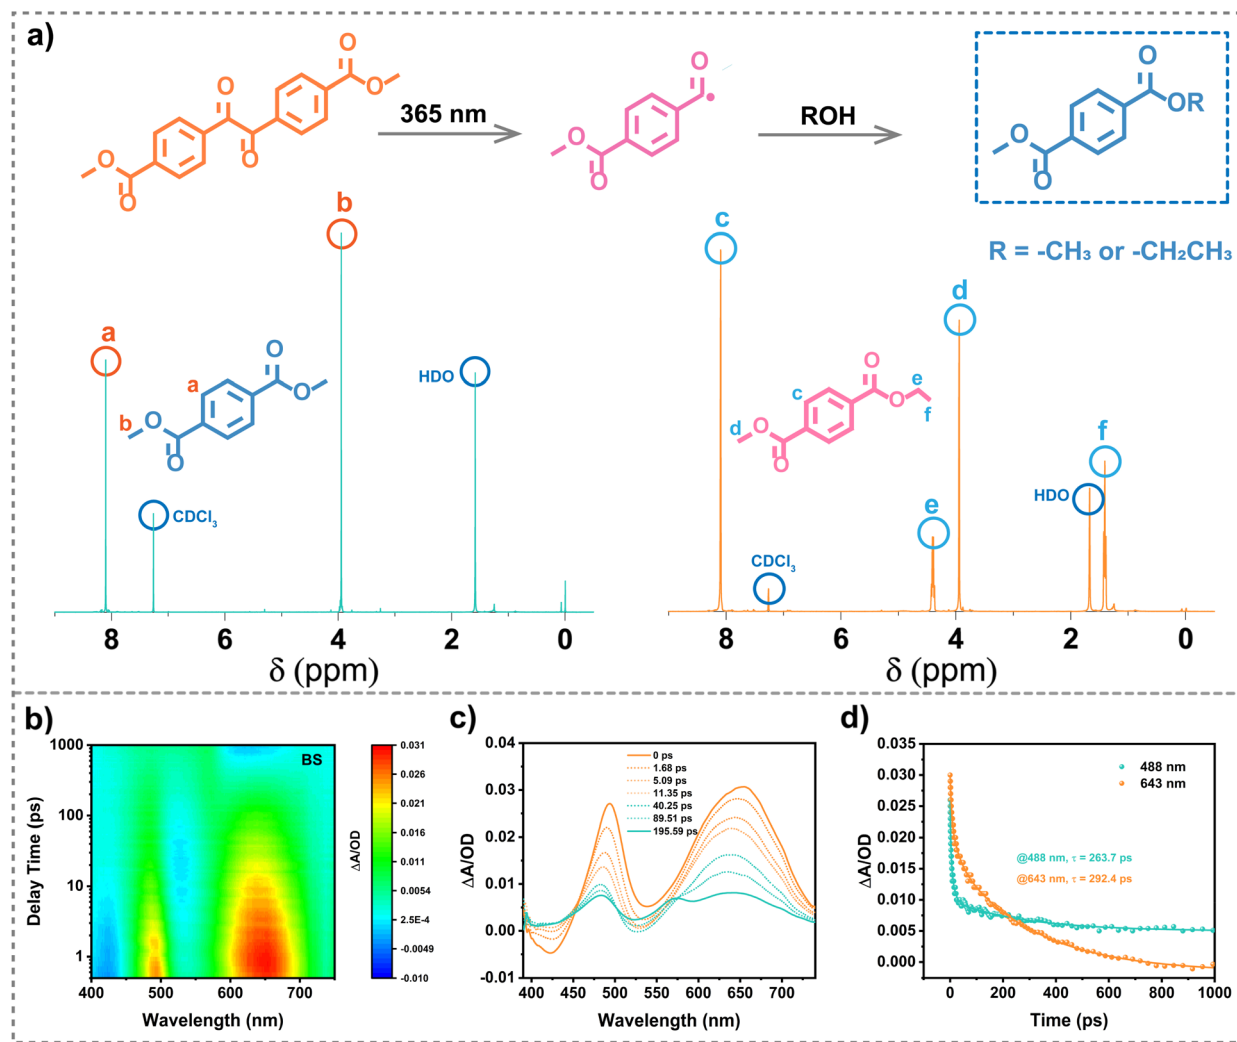 a)
O
O
O
O
O
O
365 nm
O
O
O
ROH
O
OR
O
O
R = -CH₃ or -CH₂CH₃
b
a
a
b
O
O
O
O
HDO
CDCl₃
8
6
4
2
0
δ (ppm)
c
d
c
d
e
f
O
O
O
O
HDO
f
e
CDCl₃
8
6
4
2
0
δ (ppm)
b)
BS
1000
100
10
1
Delay Time (ps)
400
500
600
700
Wavelength (nm)
0.031
0.026
0.021
0.016
0.011
0.0054
2.5E-4
-0.0049
-0.010
ΔA/OD
c)
0.04
0.03
0.02
0.01
0.00
-0.01
ΔA/OD
0 ps
1.68 ps
5.09 ps
11.35 ps
40.25 ps
89.51 ps
195.59 ps
400
450
500
550
600
650
700
Wavelength (nm)
d)
0.035
0.030
0.025
0.020
0.015
0.010
0.005
0.000
ΔA/OD
488 nm
643 nm
@488 nm, τ = 263.7 ps
@643 nm, τ = 292.4 ps
0
200
400
600
800
1000
Time (ps)